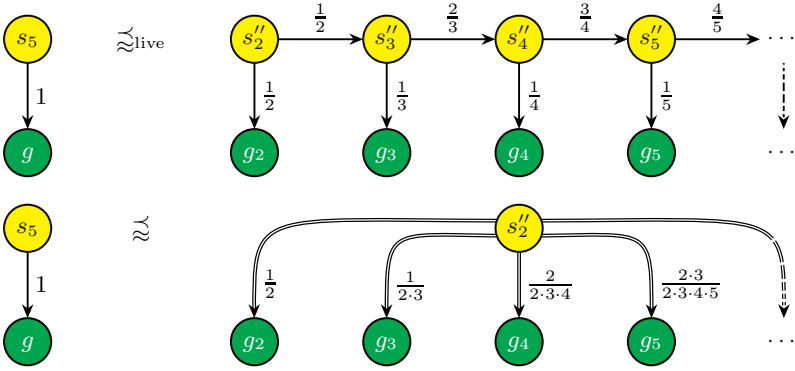 1/2 2/3 3/4 4/5
s₅ ≾≈live s″₂ s″₃ s″₄ s″₅ ⋯
1 1/2 1/3 1/4 1/5
g g₂ g₃ g₄ g₅ ⋯
s₅ ≾≈ s″₂
1 1/2 1/(2·3) 2/(2·3·4) (2·3)/(2·3·4·5)
g g₂ g₃ g₄ g₅ ⋯